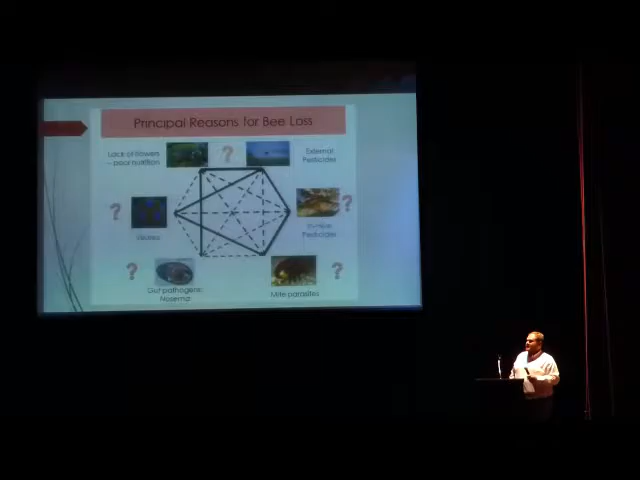 Principal Reasons for Bee Loss
Lack of flowers
– poor nutrition
?
External
Pesticides
?
?
In-Hive
Pesticides
Viruses
?
?
Gut pathogens:
Nosema
Mite parasites